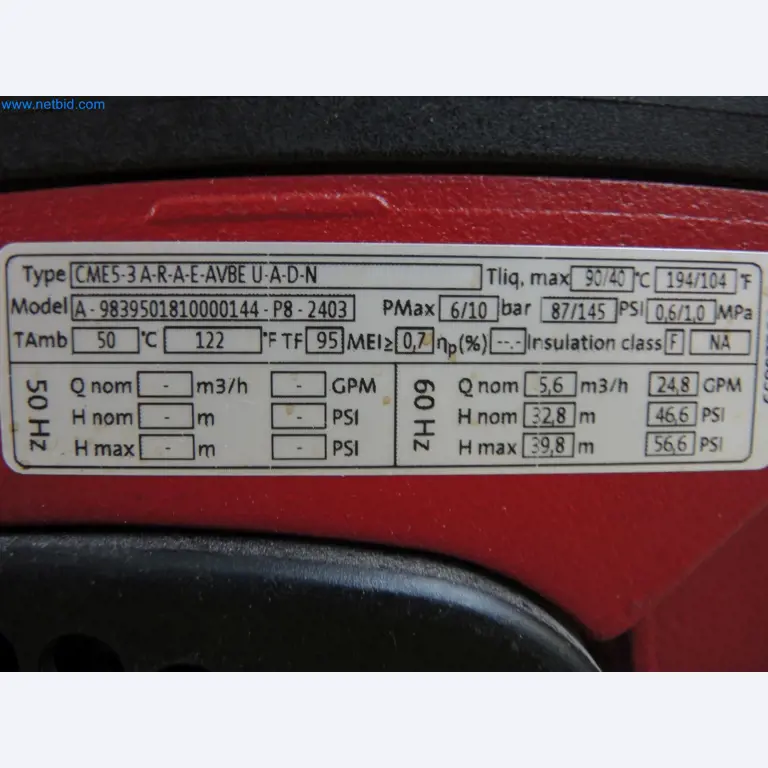 www.netbid.com
Type CME5-3 A-R-A-E-AVBE U-A-D-N Tliq, max 90/40 °C 194/104 °F
Model A - 9839501810000144 - P8 - 2403 PMax 6/10 bar 87/145 PSI 0,6/1,0 MPa
TAmb 50 °C 122 °F TF 95 MEI≥ 0,7 ηp(%) --.- Insulation class F NA
50 Hz
Q nom - m3/h - GPM
H nom - m - PSI
H max - m - PSI
60 Hz
Q nom 5,6 m3/h 24,8 GPM
H nom 32,8 m 46,6 PSI
H max 39,8 m 56,6 PSI